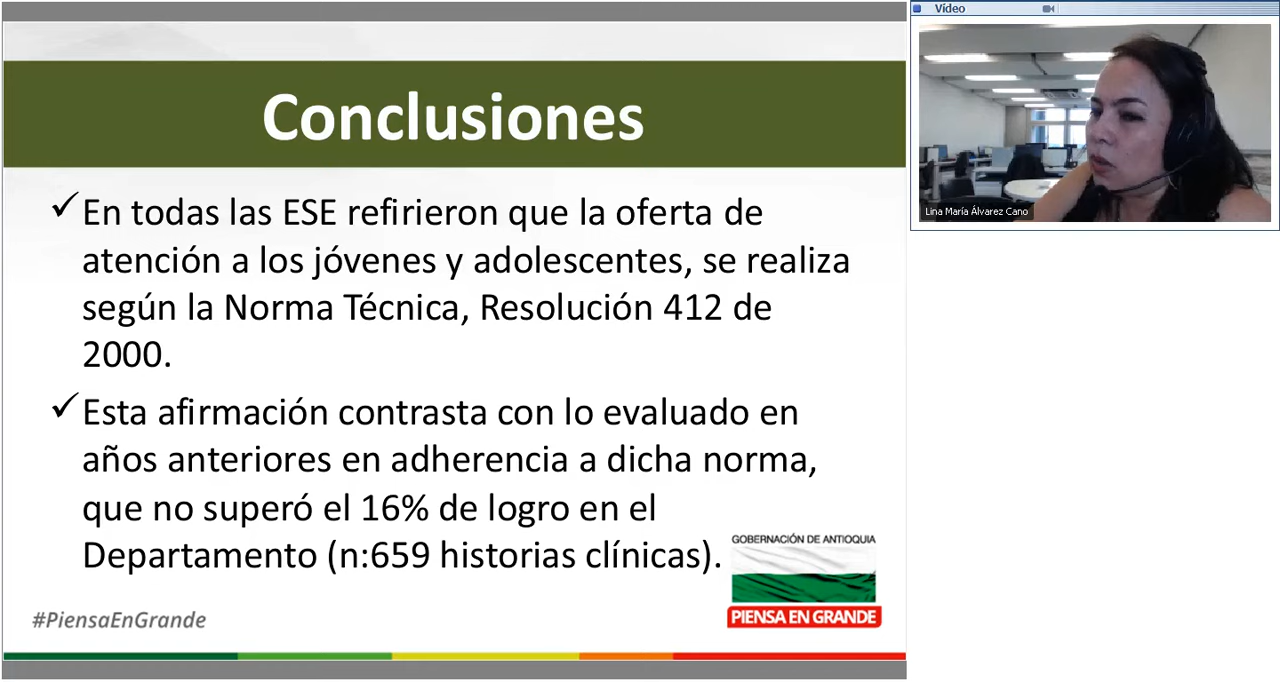 Conclusiones
En todas las ESE refirieron que la oferta de
atención a los jóvenes y adolescentes, se realiza
según la Norma Técnica, Resolución 412 de
2000.
Esta afirmación contrasta con lo evaluado en
años anteriores en adherencia a dicha norma,
que no superó el 16% de logro en el
Departamento (n:659 historias clínicas).
GOBERNACIÓN DE ANTIOQUIA
PIENSA EN GRANDE
#PiensaEnGrande
Vídeo
Lina María Álvarez Cano